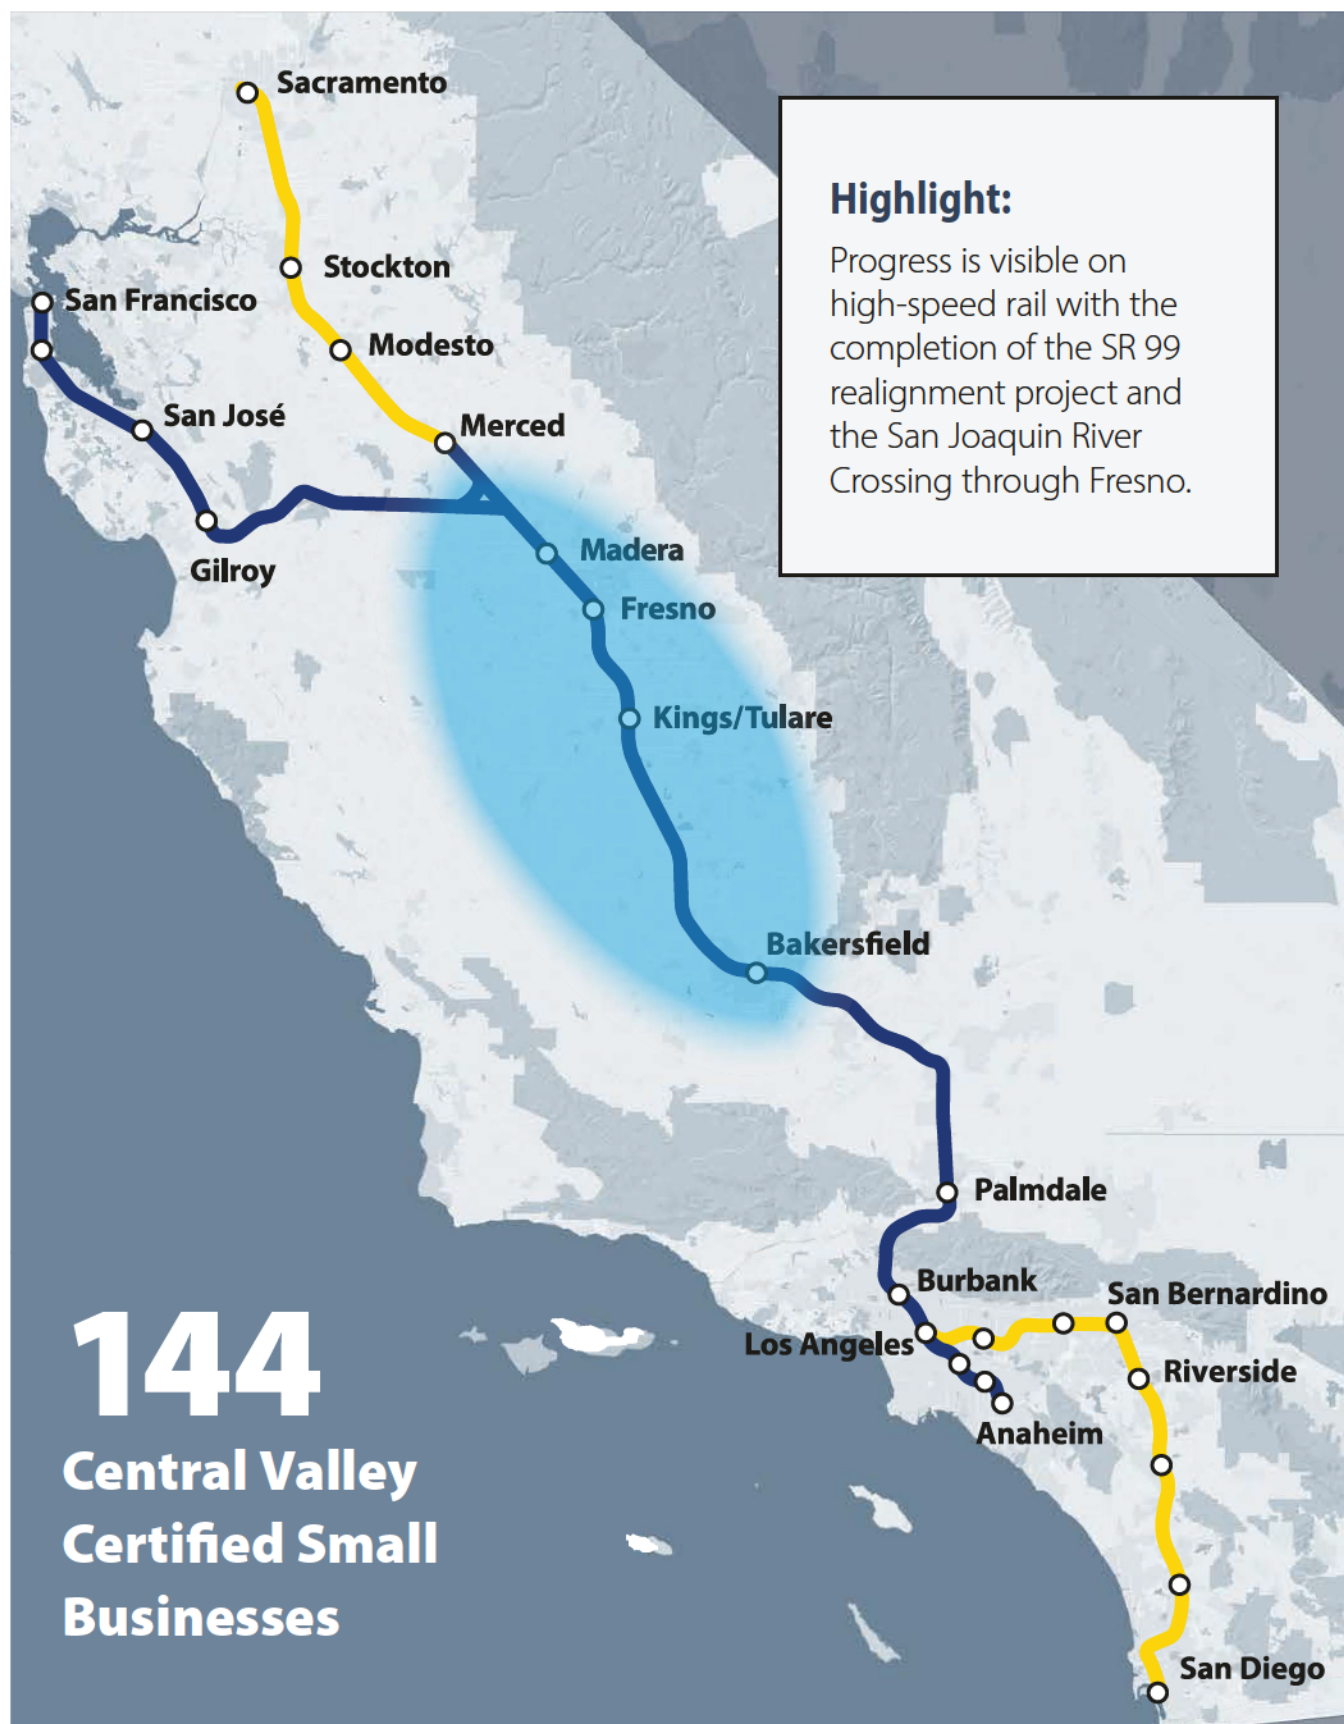 Sacramento
Highlight:
Progress is visible on
high-speed rail with the
completion of the SR 99
realignment project and
the San Joaquin River
Crossing through Fresno.
Stockton
San Francisco
Modesto
San José
Merced
Gilroy
Madera
Fresno
Kings/Tulare
Bakersfield
Palmdale
Burbank
San Bernardino
Los Angeles
Riverside
Anaheim
San Diego
144
Central Valley
Certified Small
Businesses